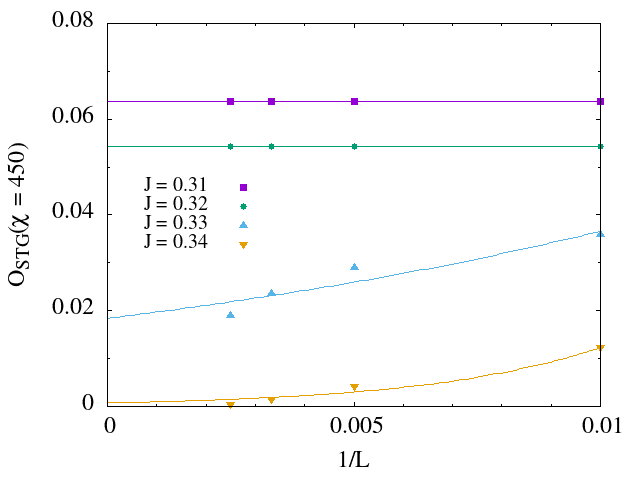 0.08
0.06
0.04
0.02
0
O_STG(χ = 450)
J = 0.31
J = 0.32
J = 0.33
J = 0.34
0 0.005 0.01
1/L